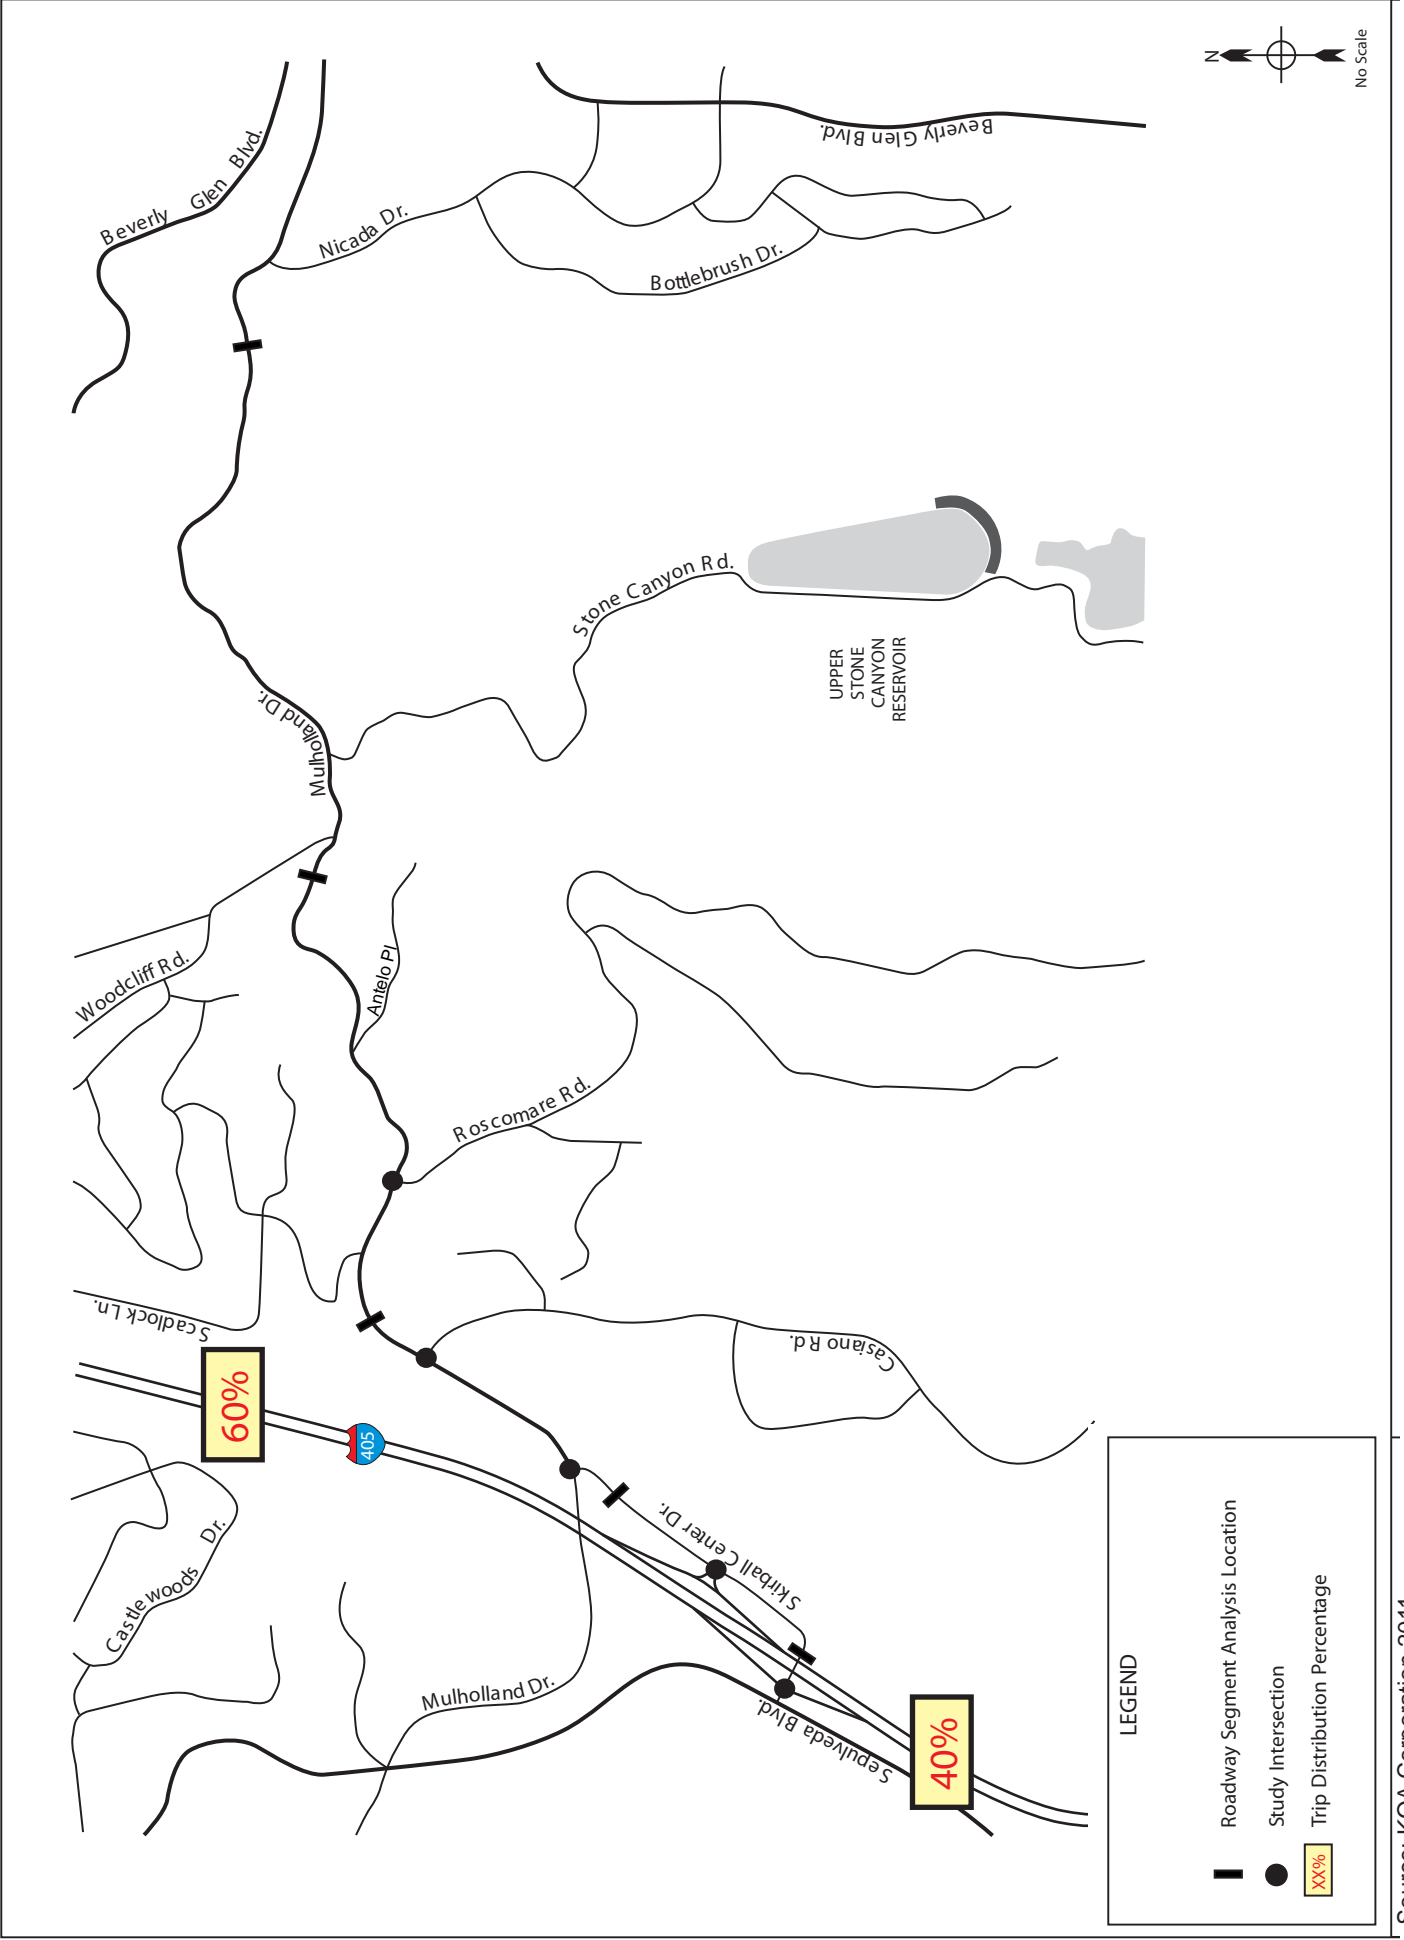 Beverly Glen Blvd.
N
No Scale
Nicada Dr.
Beverly Glen Blvd.
Bottlebrush Dr.
Stone Canyon Rd.
UPPER
STONE
CANYON
RESERVOIR
Mulholland Dr.
Woodcliff Rd.
Antelo Pl
Roscomare Rd.
Scadlock Ln.
60%
405
Casiano Rd.
Castlewoods Dr.
Skirball Center Dr.
Mulholland Dr.
Sepulveda Blvd.
40%
LEGEND
Roadway Segment Analysis Location
Study Intersection
XX% Trip Distribution Percentage